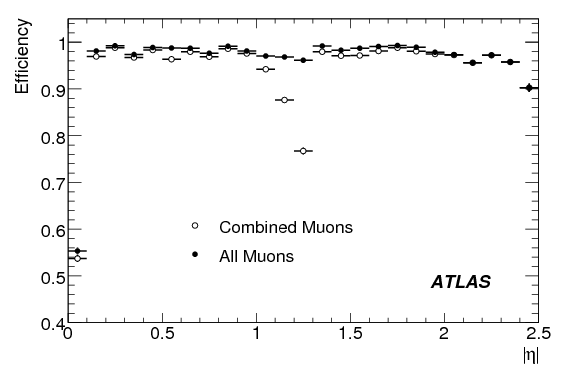 Efficiency
1
0.9
0.8
0.7
0.6
0.5
0.4
Combined Muons
All Muons
ATLAS
0 0.5 1 1.5 2 2.5
|η|